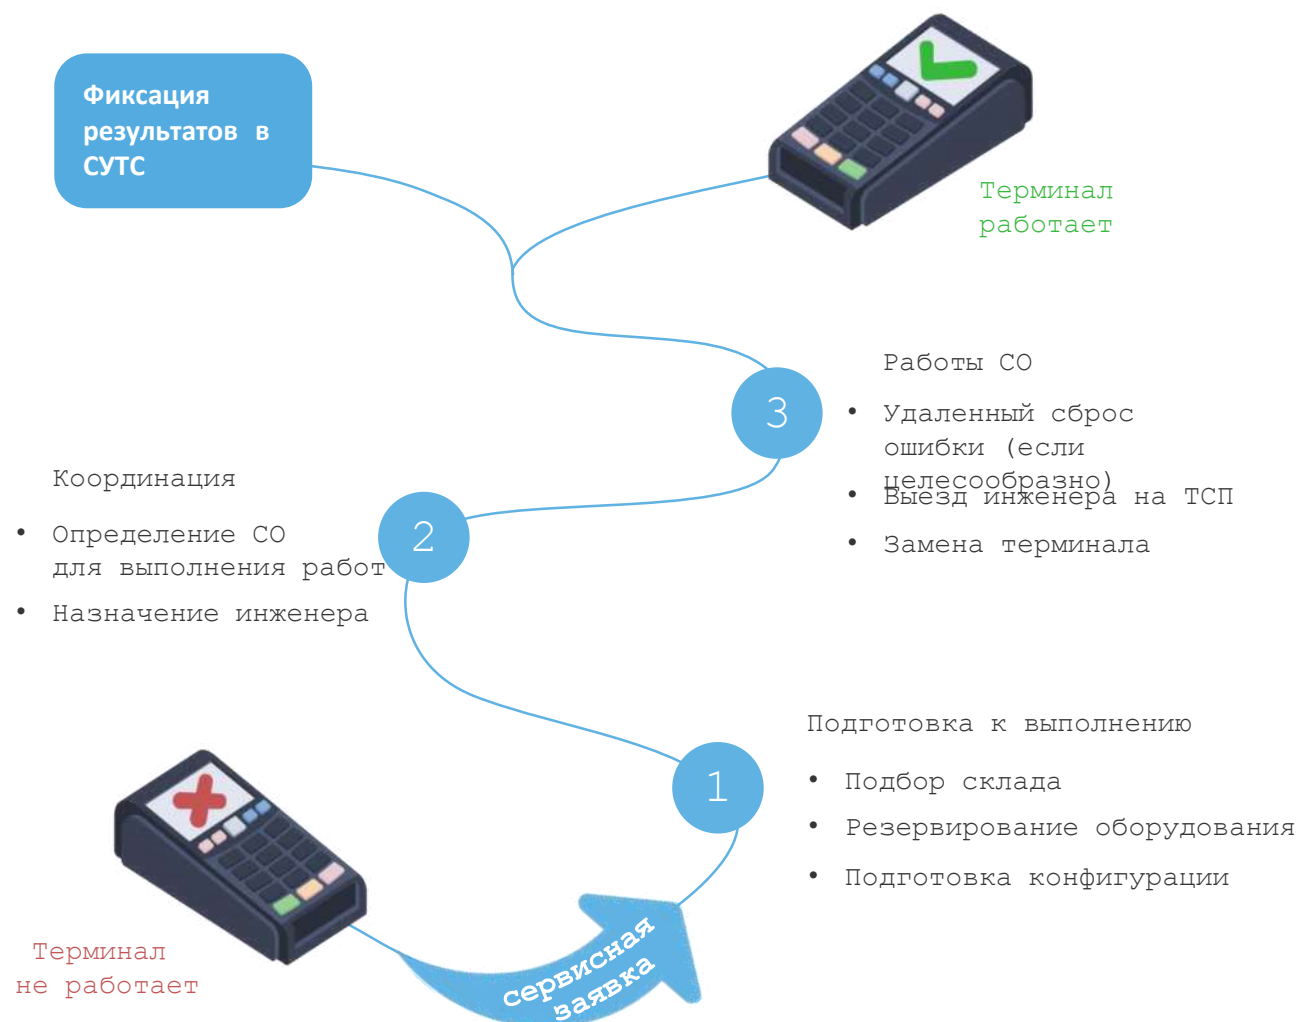 Фиксация
результатов в
СУТС
Терминал
работает
Работы СО
• Удаленный сброс
ошибки (если
целесообразно)
• Выезд инженера на ТСП
• Замена терминала
3
Координация
• Определение СО
для выполнения работ
• Назначение инженера
2
Подготовка к выполнению
• Подбор склада
• Резервирование оборудования
• Подготовка конфигурации
1
Терминал
не работает
сервисная
заявка